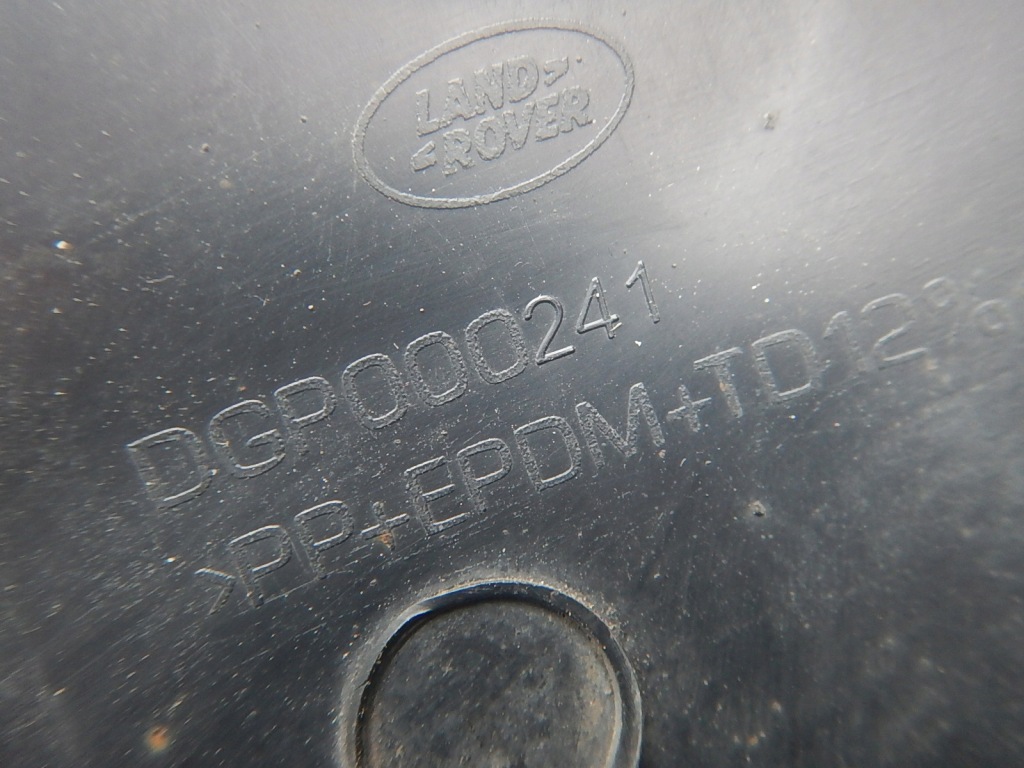 LAND
ROVER
DGP000241
>PP+EPDM+TD12%